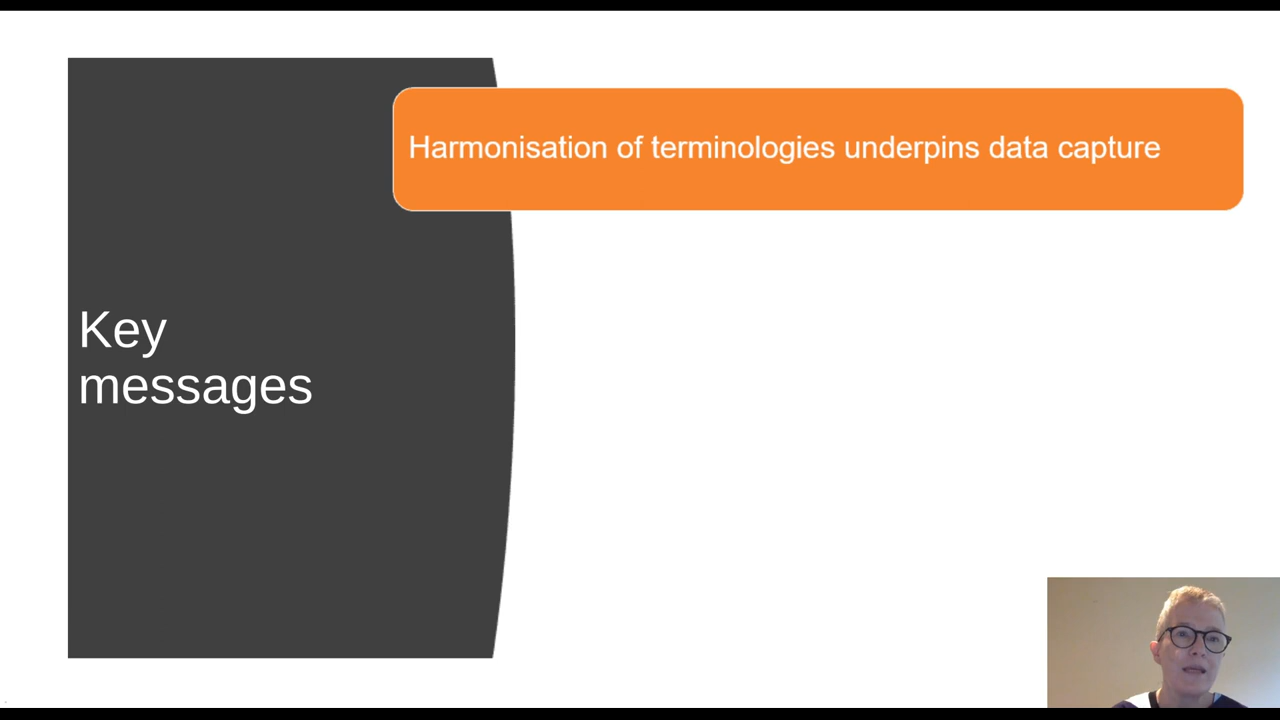 Harmonisation of terminologies underpins data capture
Key
messages